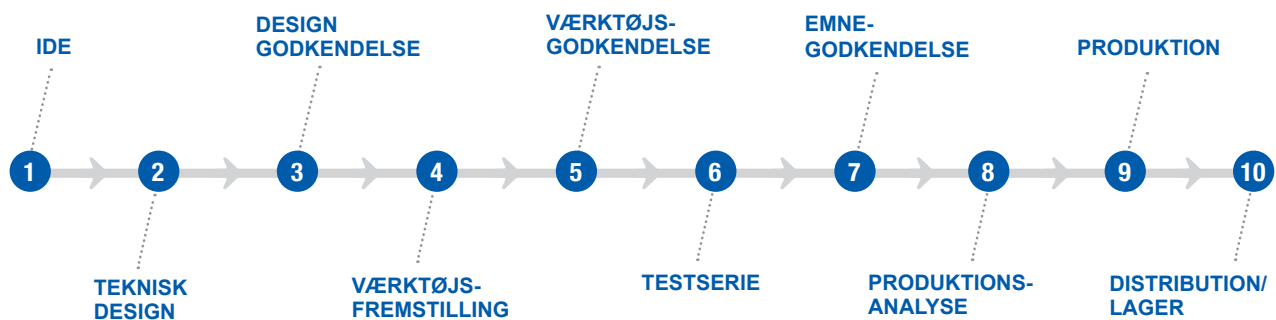 IDE
DESIGN
GODKENDELSE
VÆRKTØJS-
GODKENDELSE
EMNE-
GODKENDELSE
PRODUKTION
1
2
3
4
5
6
7
8
9
10
TEKNISK
DESIGN
VÆRKTØJS-
FREMSTILLING
TESTSERIE
PRODUKTIONS-
ANALYSE
DISTRIBUTION/
LAGER